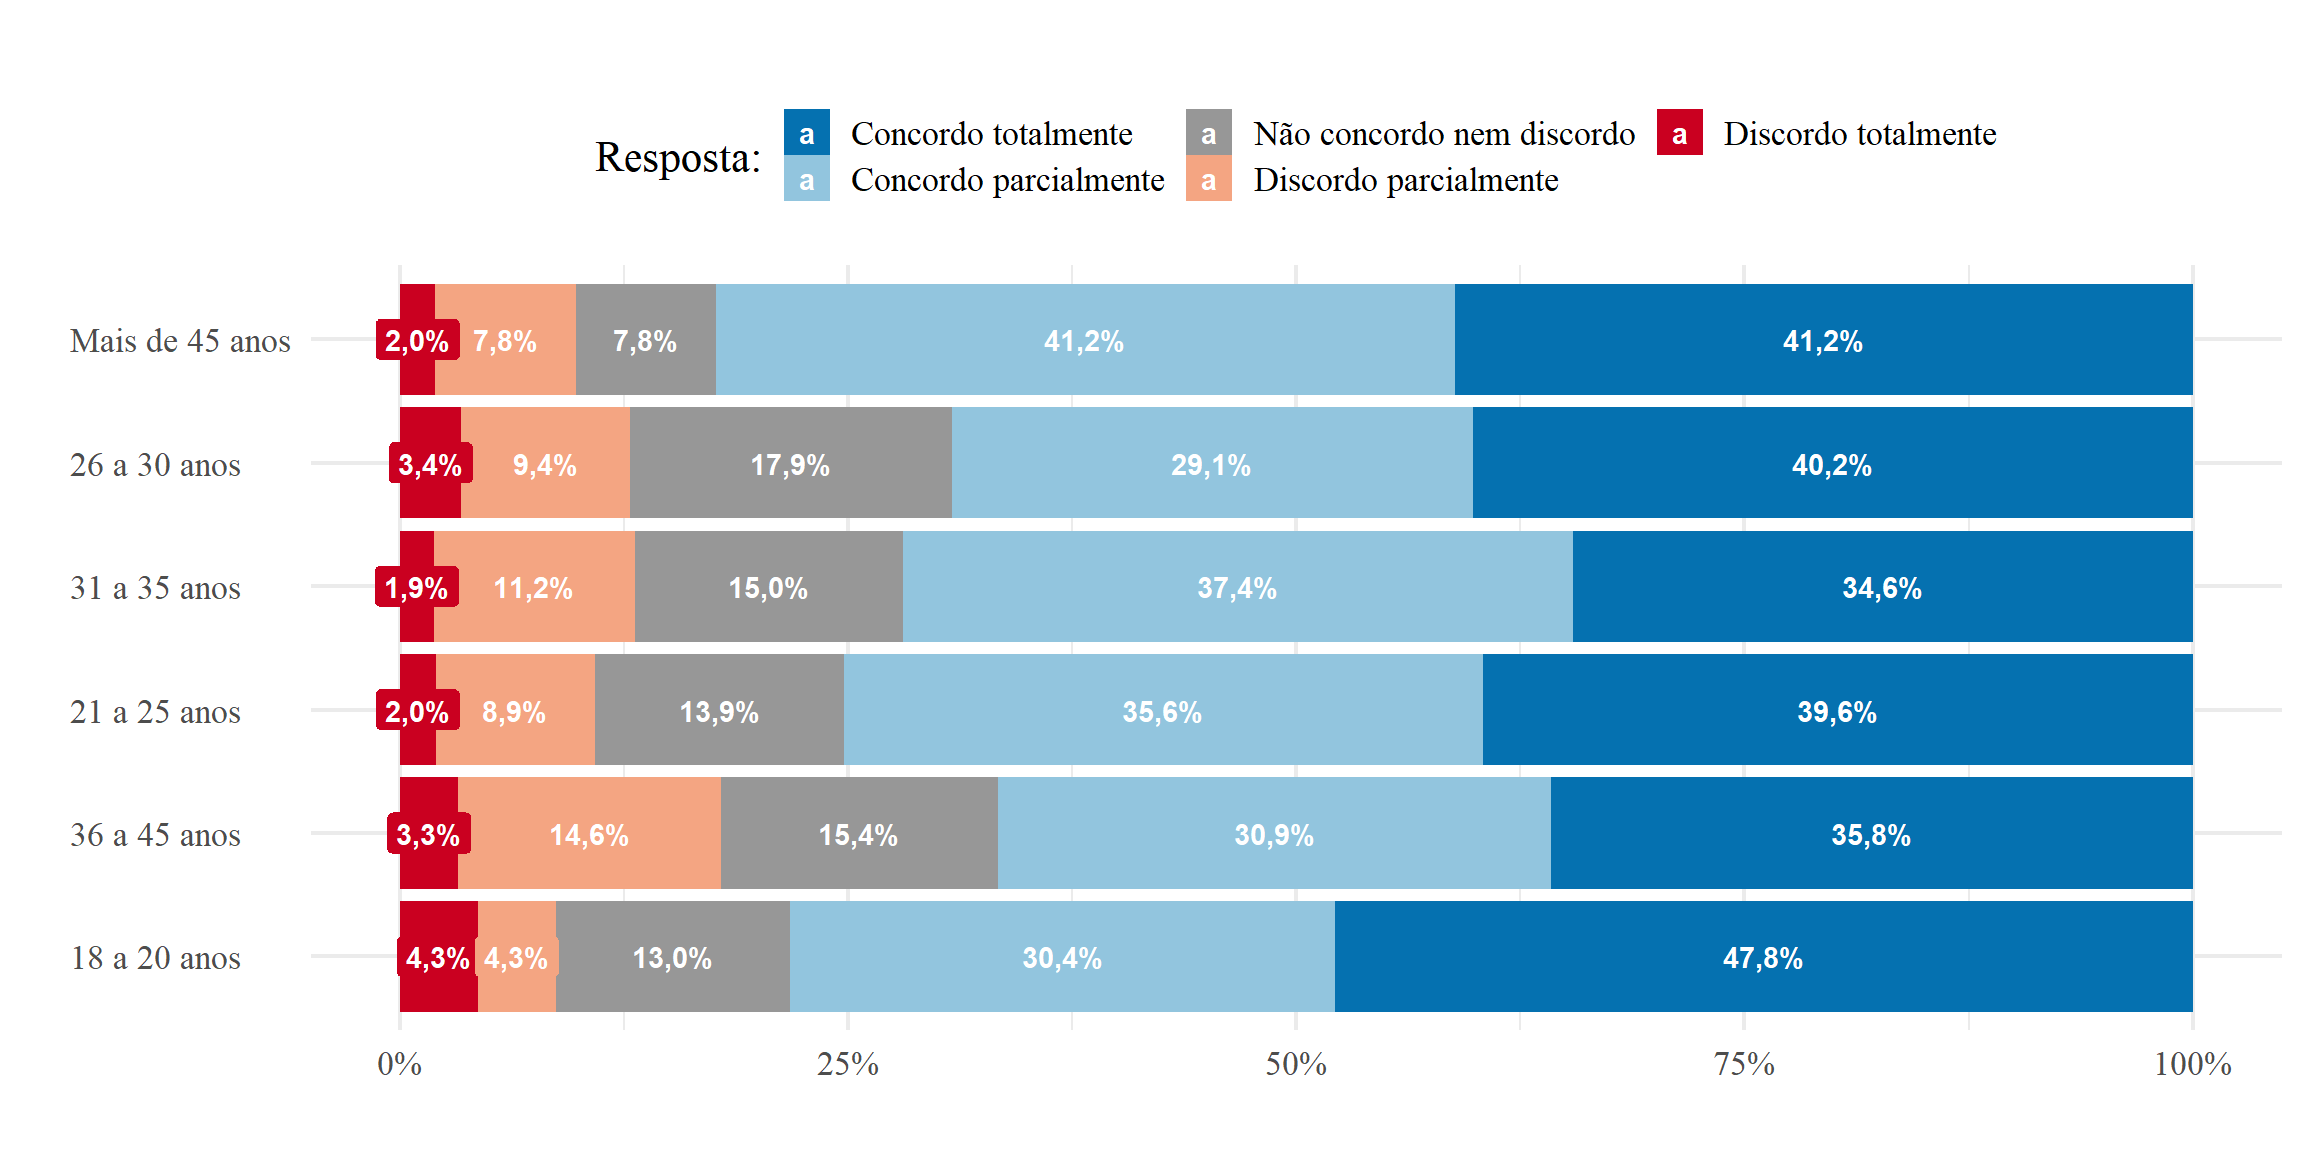 Resposta:
a Concordo totalmente a Não concordo nem discordo a Discordo totalmente
a Concordo parcialmente a Discordo parcialmente
Mais de 45 anos 2,0% 7,8% 7,8% 41,2% 41,2%
26 a 30 anos 3,4% 9,4% 17,9% 29,1% 40,2%
31 a 35 anos 1,9% 11,2% 15,0% 37,4% 34,6%
21 a 25 anos 2,0% 8,9% 13,9% 35,6% 39,6%
36 a 45 anos 3,3% 14,6% 15,4% 30,9% 35,8%
18 a 20 anos 4,3% 4,3% 13,0% 30,4% 47,8%
0% 25% 50% 75% 100%